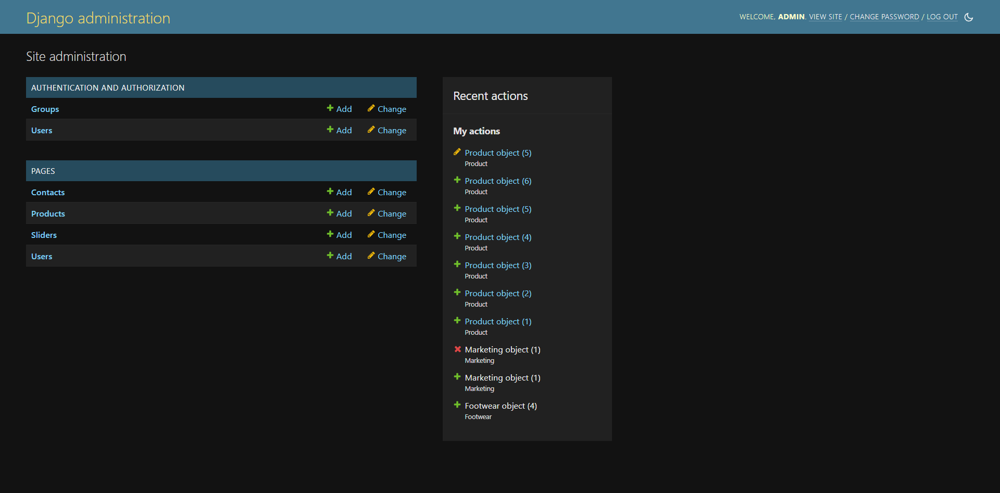 Django administration
WELCOME, ADMIN. VIEW SITE / CHANGE PASSWORD / LOG OUT
Site administration
AUTHENTICATION AND AUTHORIZATION
Groups Add Change
Users Add Change
PAGES
Contacts Add Change
Products Add Change
Sliders Add Change
Users Add Change
Recent actions
My actions
Product object (5)
Product
Product object (6)
Product
Product object (5)
Product
Product object (4)
Product
Product object (3)
Product
Product object (2)
Product
Product object (1)
Product
Marketing object (1)
Marketing
Marketing object (1)
Marketing
Footwear object (4)
Footwear